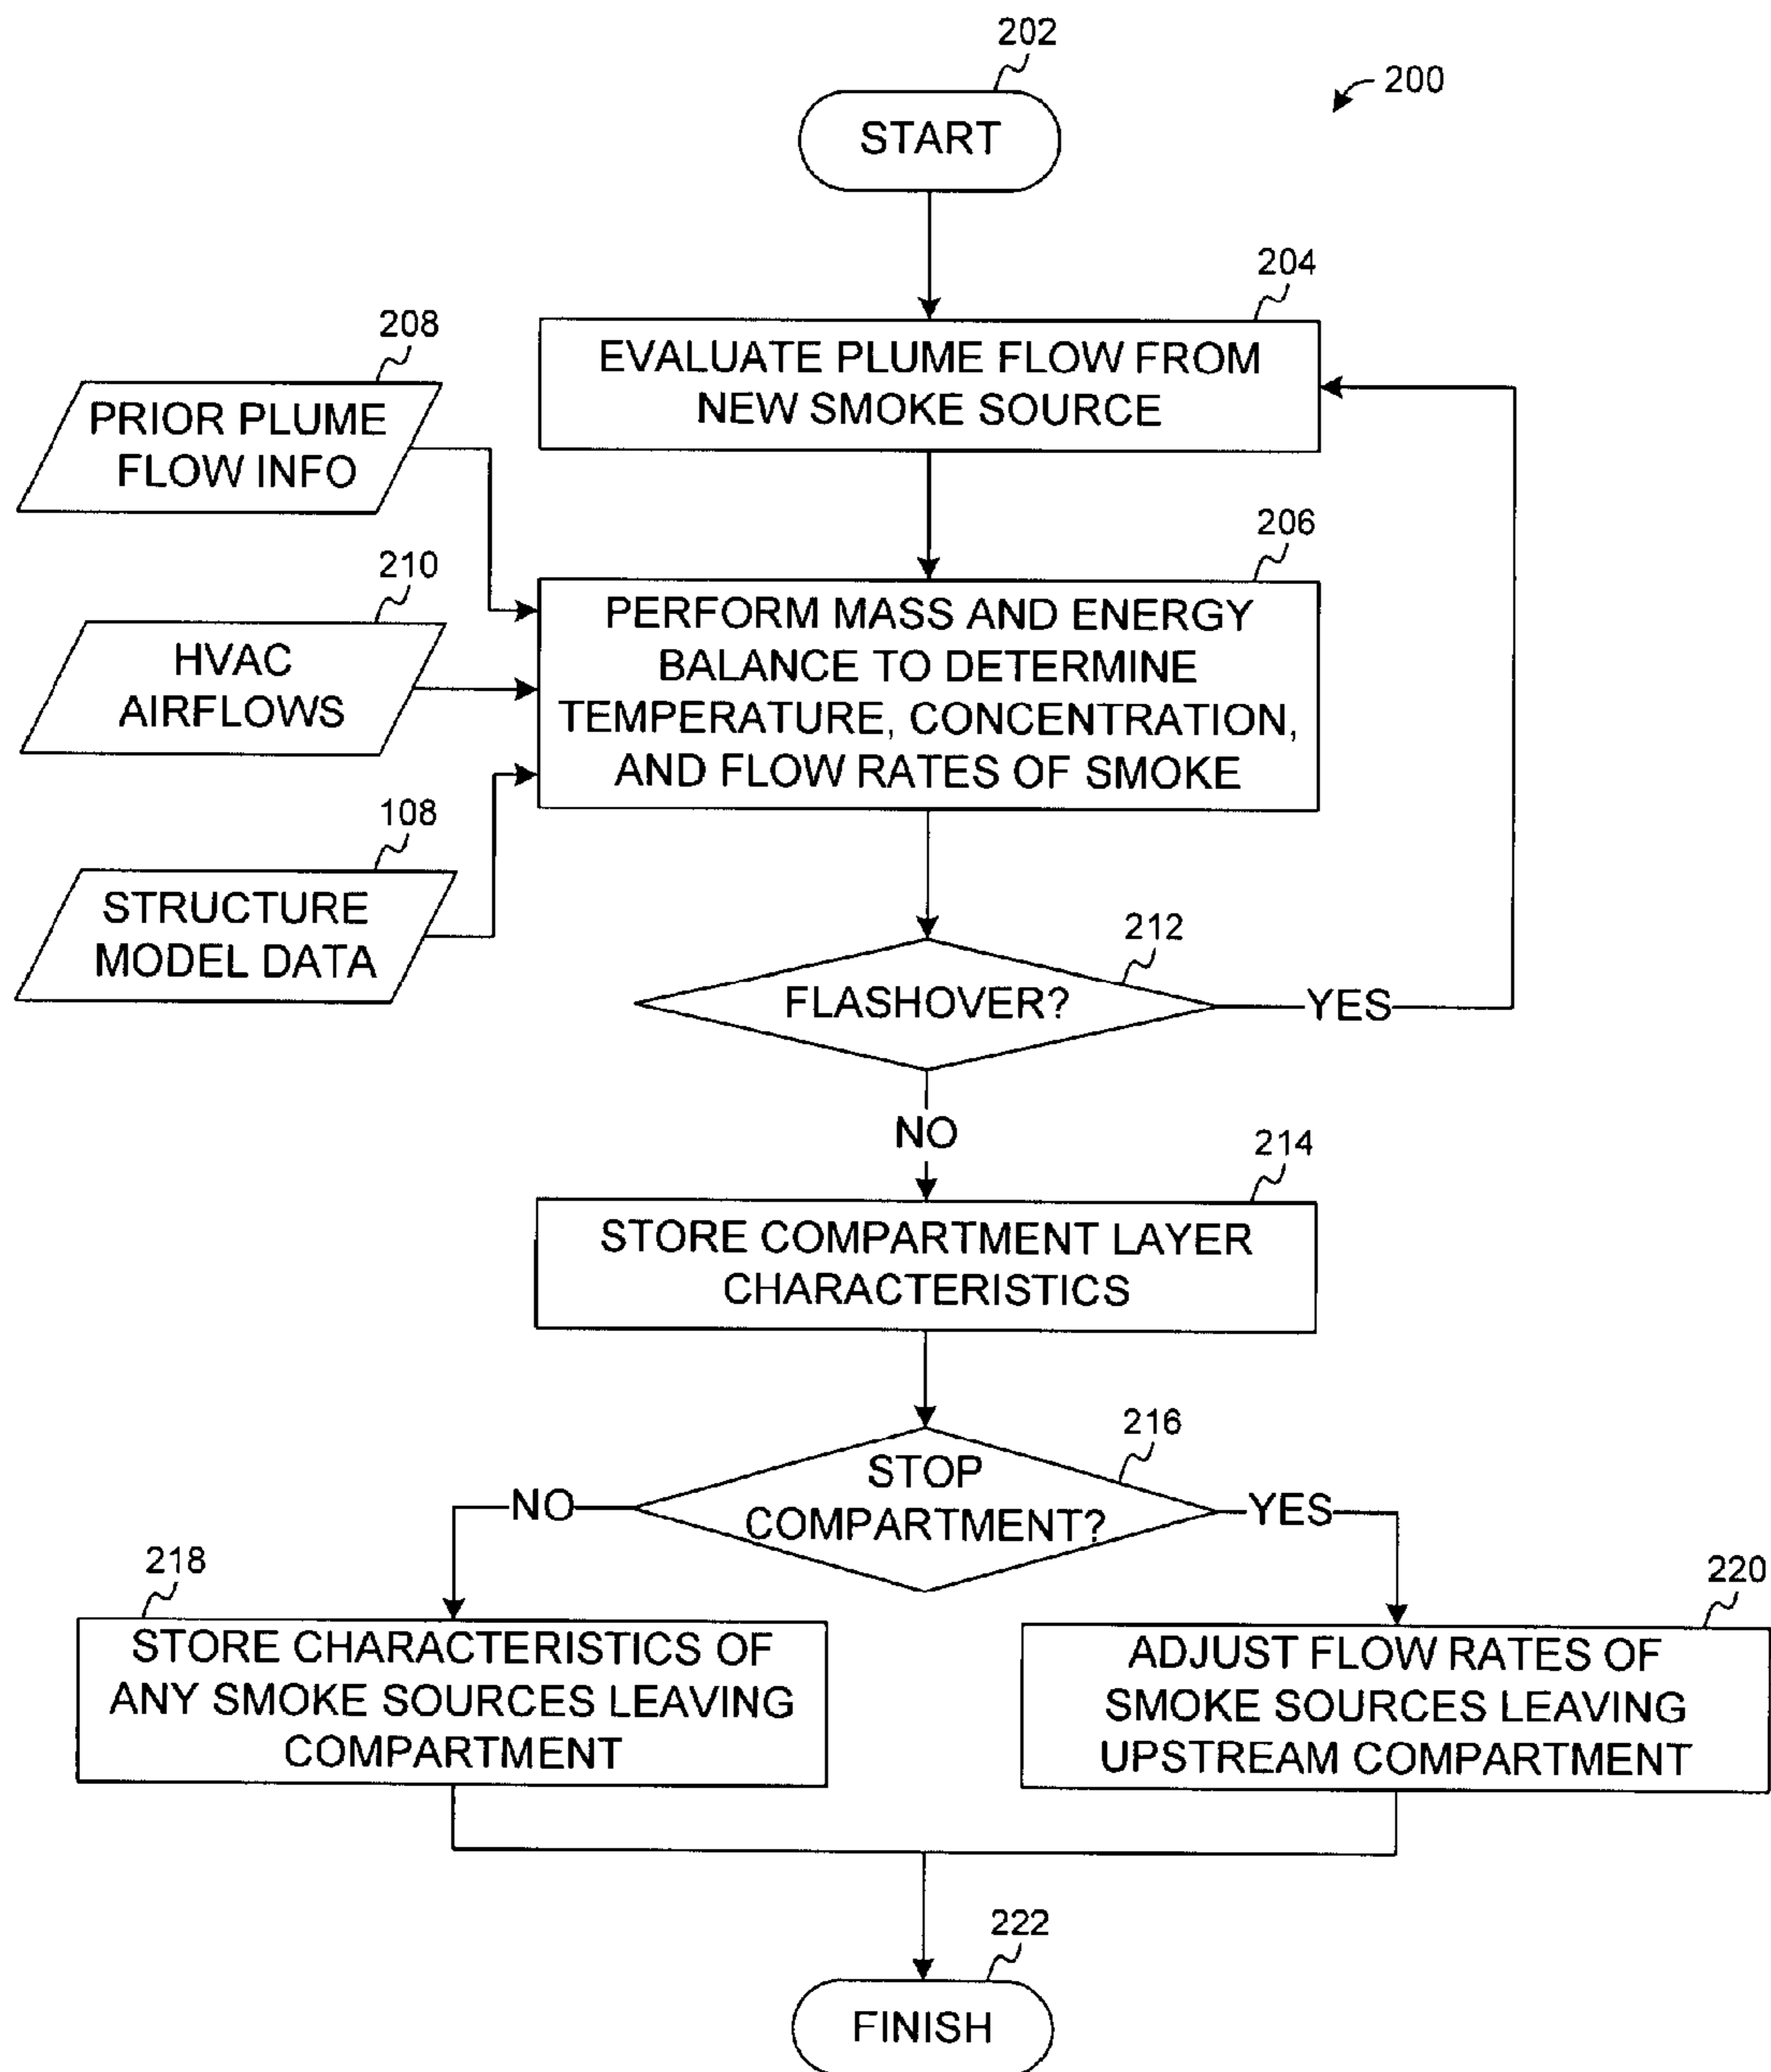 202
200
START
204
EVALUATE PLUME FLOW FROM
NEW SMOKE SOURCE
208
PRIOR PLUME
FLOW INFO
206
PERFORM MASS AND ENERGY
BALANCE TO DETERMINE
TEMPERATURE, CONCENTRATION,
AND FLOW RATES OF SMOKE
210
HVAC
AIRFLOWS
108
STRUCTURE
MODEL DATA
212
FLASHOVER?
YES
NO
214
STORE COMPARTMENT LAYER
CHARACTERISTICS
216
STOP
COMPARTMENT?
NO
YES
218
STORE CHARACTERISTICS OF
ANY SMOKE SOURCES LEAVING
COMPARTMENT
220
ADJUST FLOW RATES OF
SMOKE SOURCES LEAVING
UPSTREAM COMPARTMENT
222
FINISH